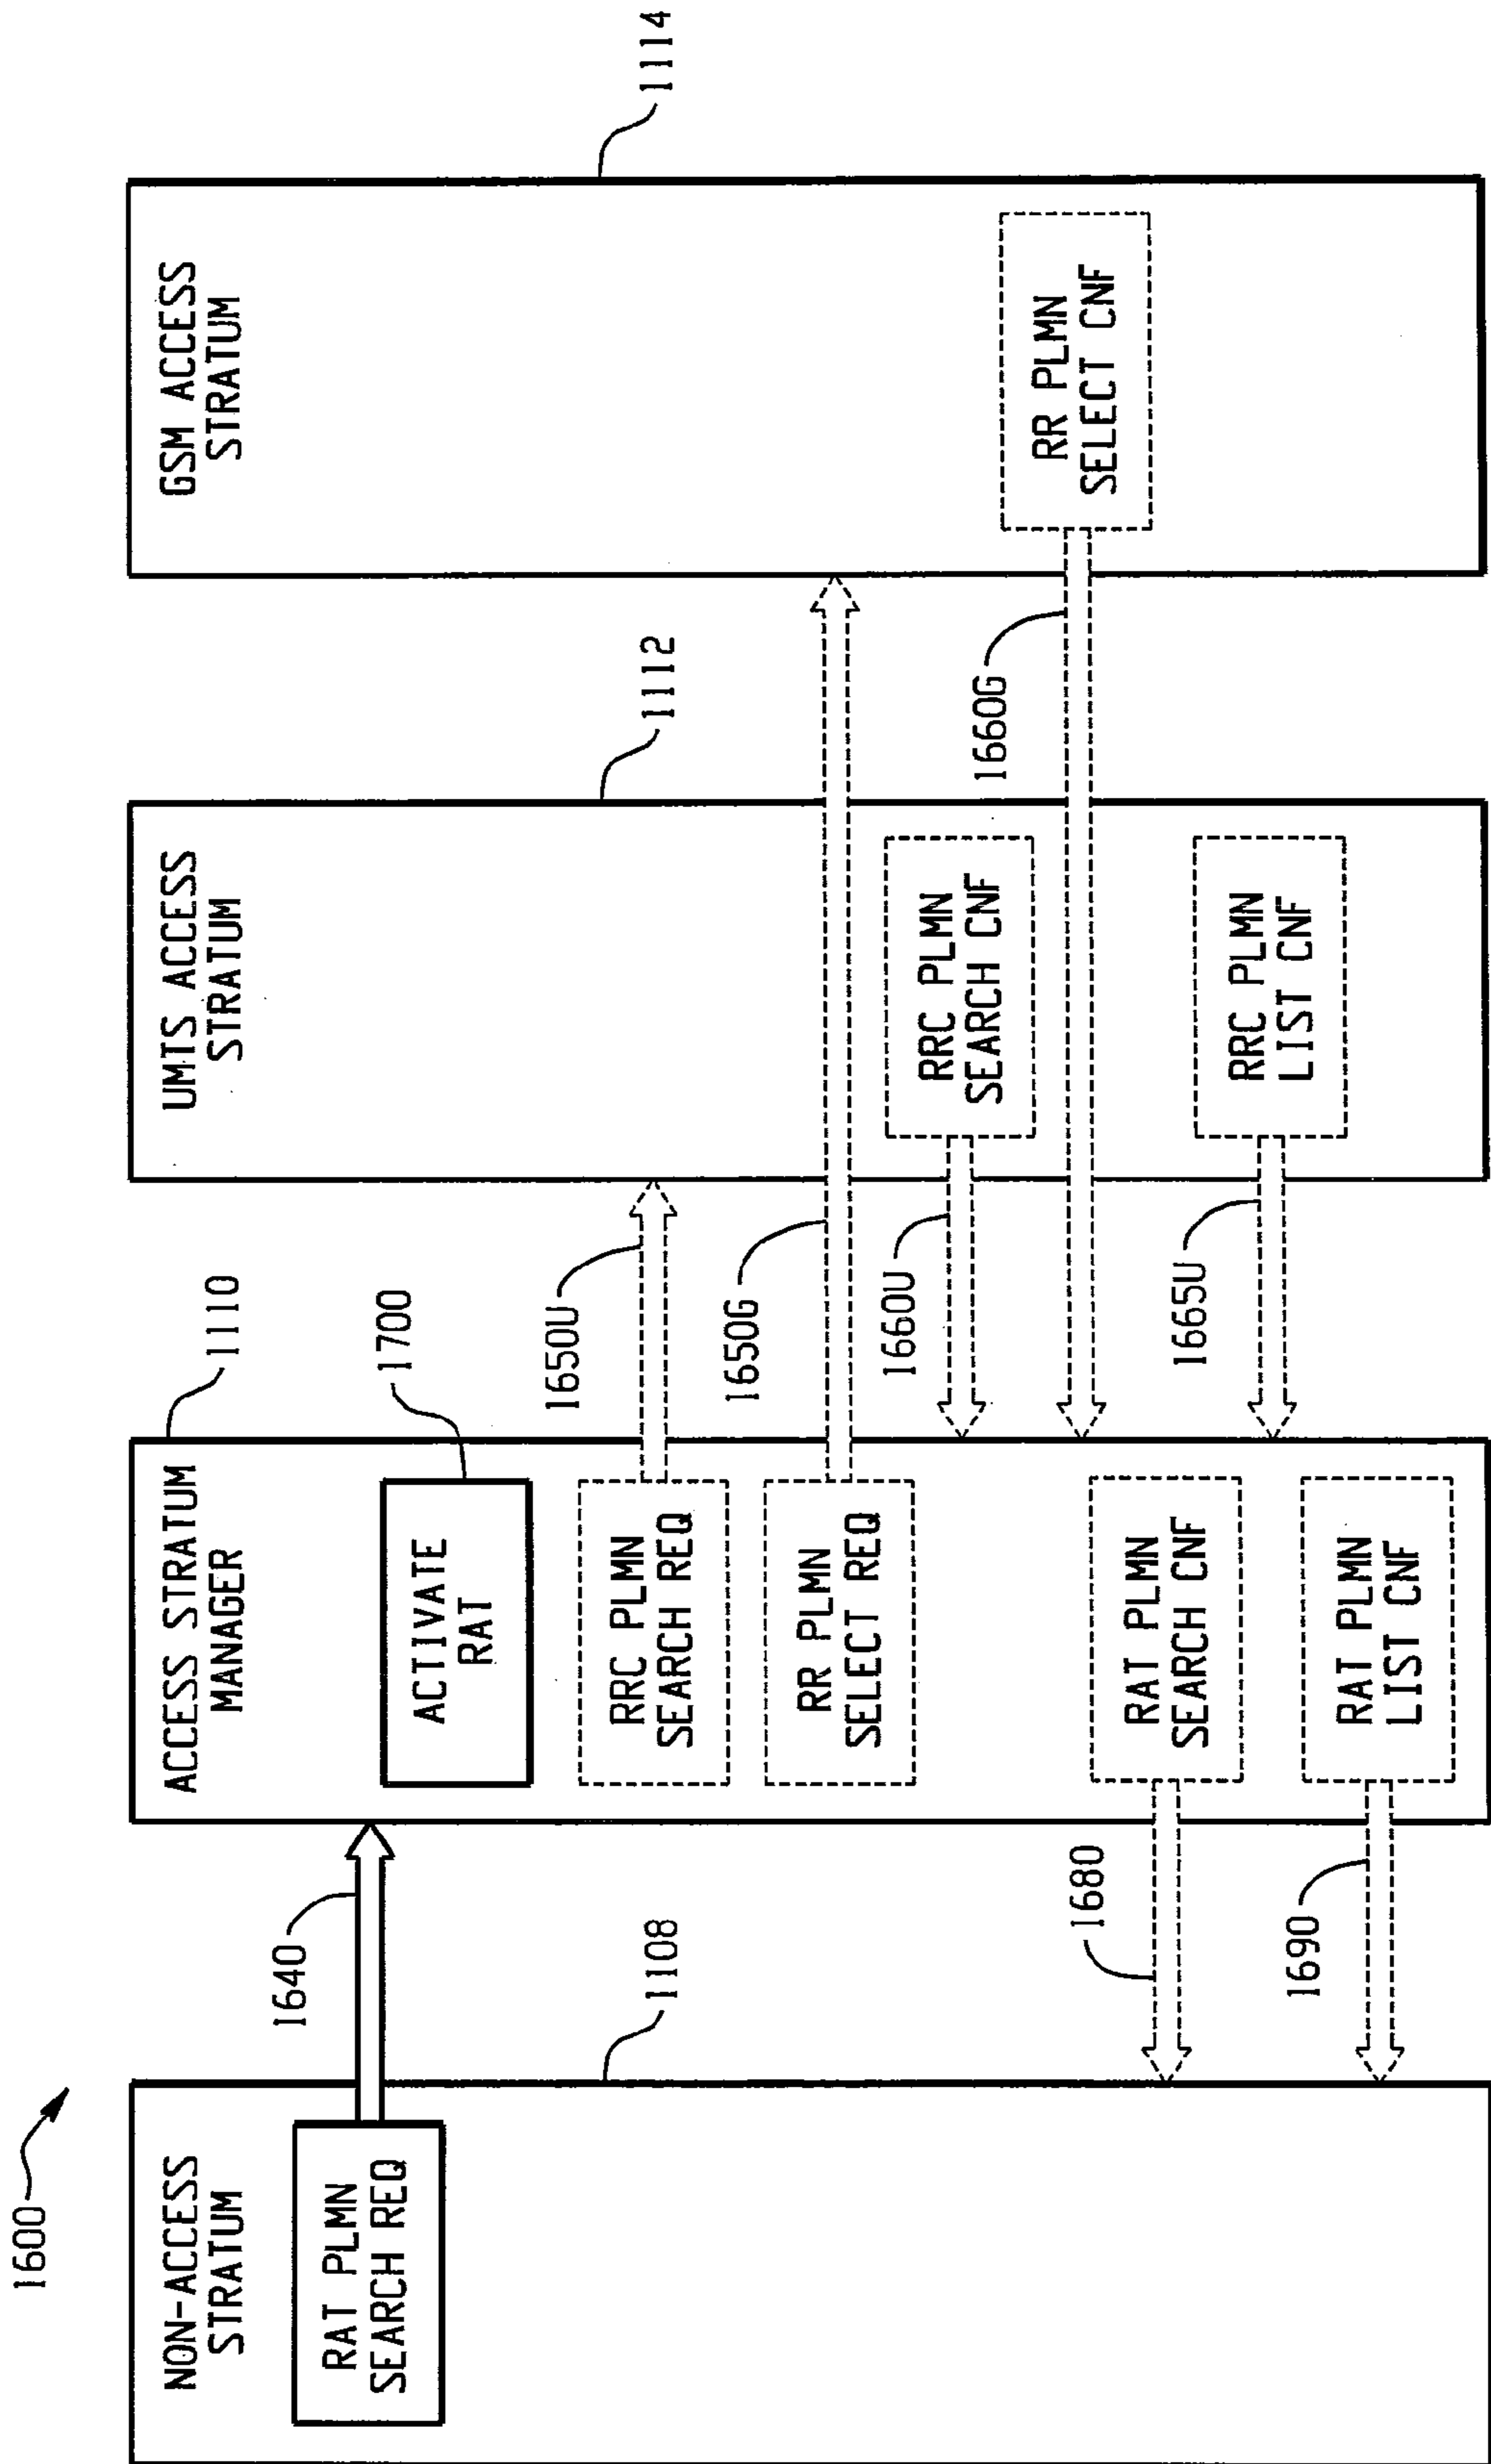 1600
NON-ACCESS
STRATUM
RAT PLMN
SEARCH REQ
1640
1108
ACCESS STRATUM
MANAGER
1110
ACTIVATE
RAT
1700
RRC PLMN
SEARCH REQ
1650U
RR PLMN
SELECT REQ
1650G
RAT PLMN
SEARCH CNF
1680
RAT PLMN
LIST CNF
1690
UMTS ACCESS
STRATUM
1112
RRC PLMN
SEARCH CNF
1660U
RRC PLMN
LIST CNF
1665U
GSM ACCESS
STRATUM
1114
RR PLMN
SELECT CNF
1660G